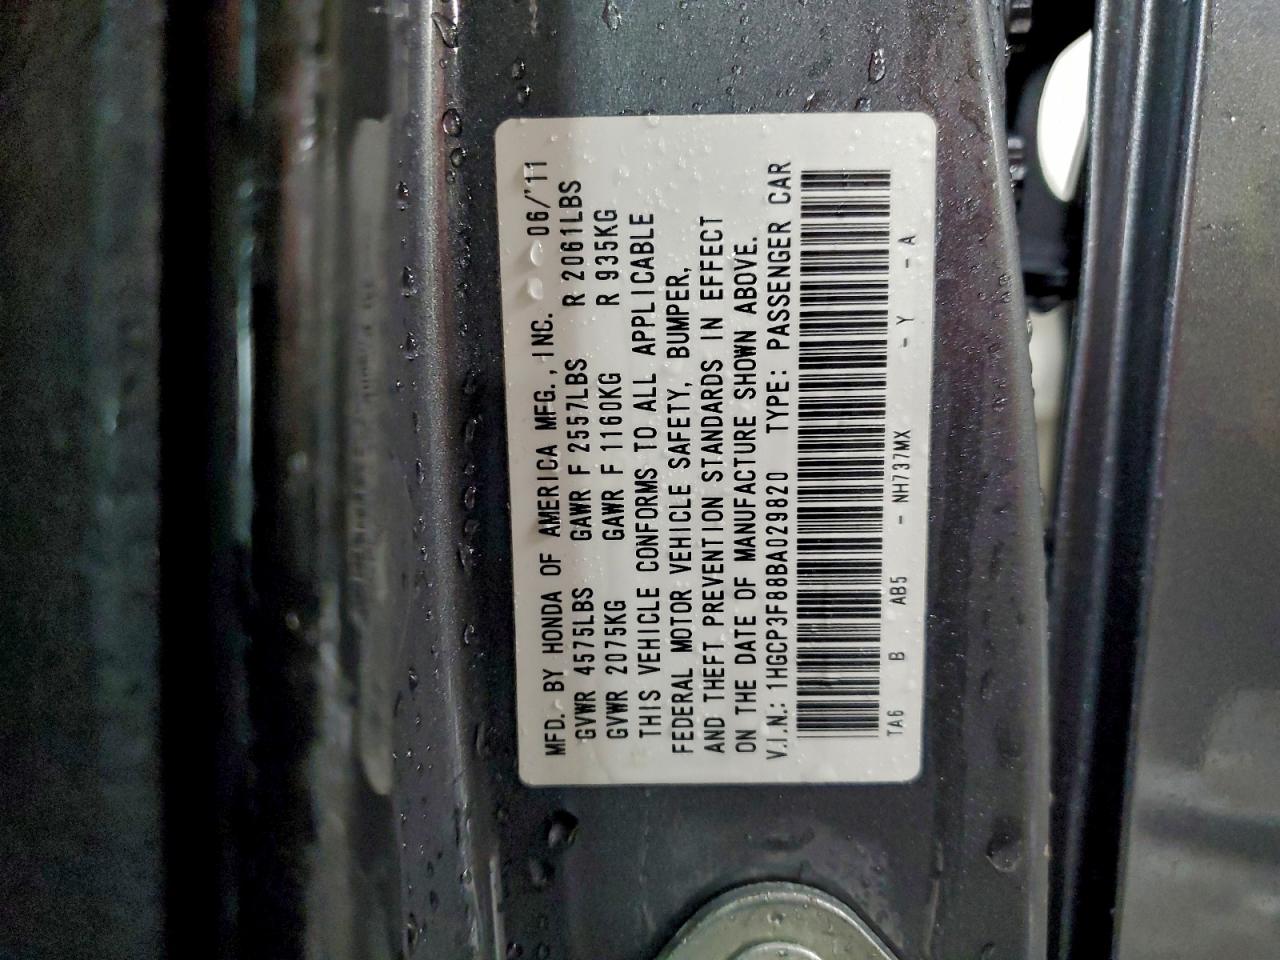 MFD. BY HONDA OF AMERICA MFG., INC. 06/'11
GVWR 4575LBS GAWR F 2557LBS R 2061LBS
GVWR 2075KG GAWR F 1160KG R 935KG
THIS VEHICLE CONFORMS TO ALL APPLICABLE
FEDERAL MOTOR VEHICLE SAFETY, BUMPER,
AND THEFT PREVENTION STANDARDS IN EFFECT
ON THE DATE OF MANUFACTURE SHOWN ABOVE.
V.I.N.: 1HGCP3F88BA029820 TYPE: PASSENGER CAR
TA6 B AB5 - NH737MX - Y - A